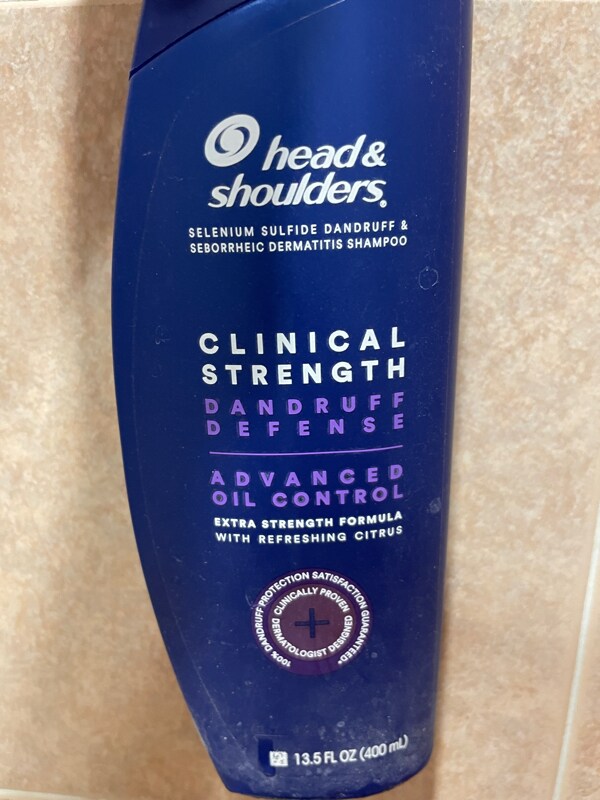 head &
shoulders®
SELENIUM SULFIDE DANDRUFF &
SEBORRHEIC DERMATITIS SHAMPOO
CLINICAL
STRENGTH
DANDRUFF
DEFENSE
ADVANCED
OIL CONTROL
EXTRA STRENGTH FORMULA
WITH REFRESHING CITRUS
100% DANDRUFF PROTECTION SATISFACTION GUARANTEED*
CLINICALLY PROVEN
DERMATOLOGIST DESIGNED
13.5 FL OZ (400 mL)